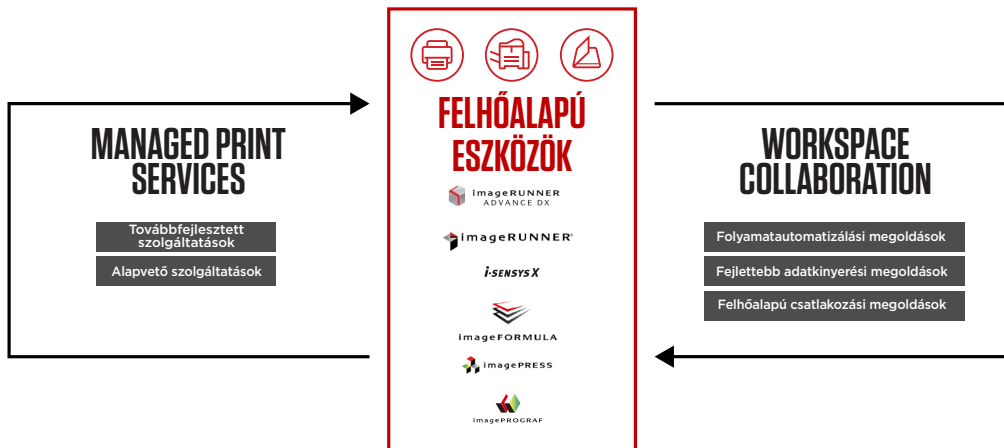 MANAGED PRINT
SERVICES
Továbbfejlesztett
szolgáltatások
Alapvető szolgáltatások
FELHŐALAPÚ
ESZKÖZÖK
imageRUNNER
ADVANCE DX
imageRUNNER
i-SENSYS X
imageFORMULA
imagePRESS
imagePROGRAF
WORKSPACE
COLLABORATION
Folyamatautomatizálási megoldások
Fejlettebb adatkinyerési megoldások
Felhőalapú csatlakozási megoldások